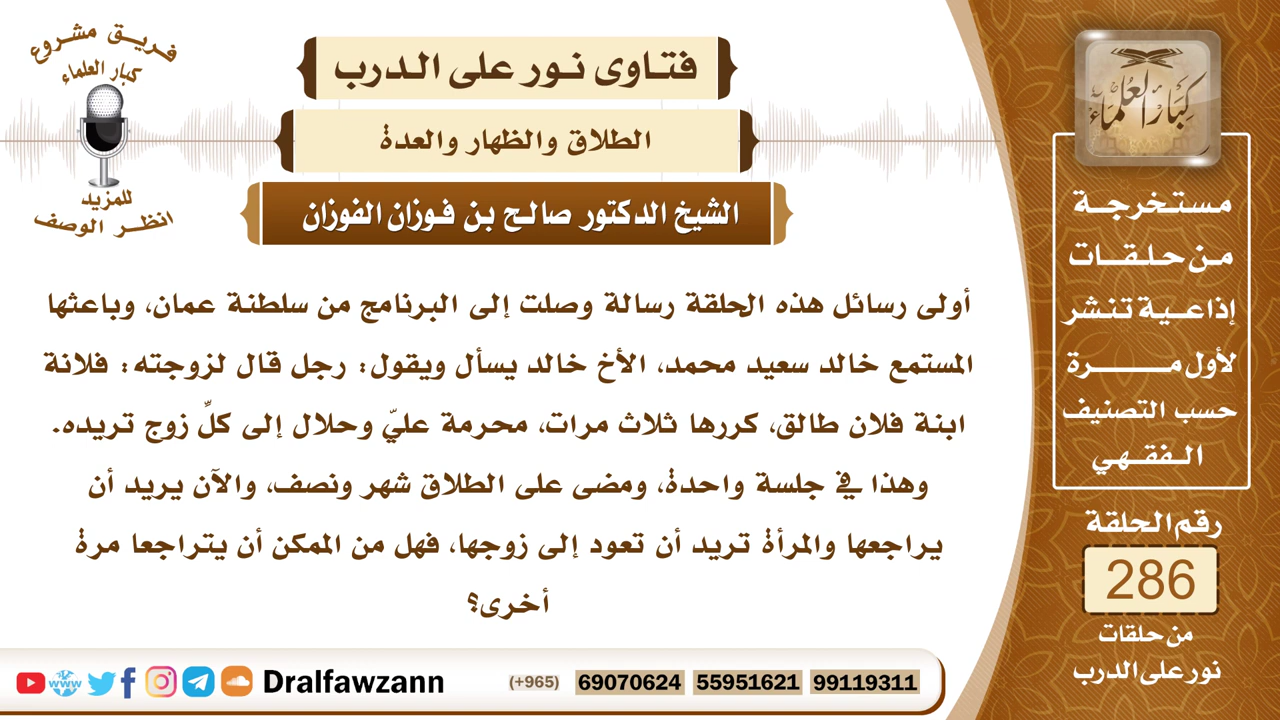 فتاوى نور على الدرب
الطلاق والظهار والعدة
الشيخ الدكتور صالح بن فوزان الفوزان
فريق مشروع
كبار العلماء
للمزيد
انظر الوصف
أولى رسائل هذه الحلقة رسالة وصلت إلى البرنامج من سلطنة عمان، وباعثها
المستمع خالد سعيد محمد، الأخ خالد يسأل ويقول: رجل قال لزوجته: فلانة
ابنة فلان طالق، كررها ثلاث مرات، محرمة عليّ وحلال إلى كلِّ زوج تريده.
وهذا في جلسة واحدة، ومضى على الطلاق شهر ونصف، والآن يريد أن
يراجعها والمرأة تريد أن تعود إلى زوجها، فهل من الممكن أن يتراجعا مرة
أخرى؟
كبار العلماء
مستخرجة
من حلقات
إذاعية تنشر
لأول مرة
حسب التصنيف
الفقهي
رقم الحلقة
286
من حلقات
نور على الدرب
www Dralfawzann (+965) 69070624 55951621 99119311